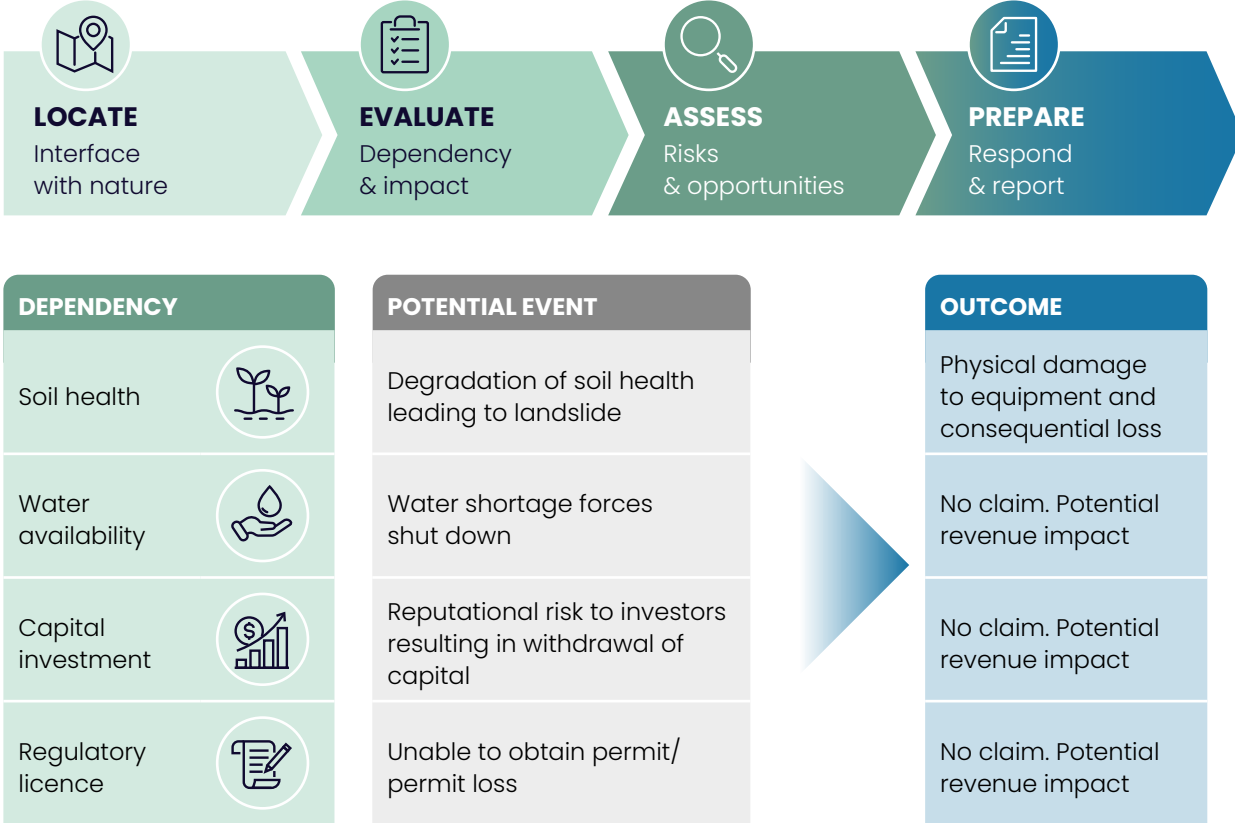 LOCATE
Interface
with nature
EVALUATE
Dependency
& impact
ASSESS
Risks
& opportunities
PREPARE
Respond
& report
DEPENDENCY
POTENTIAL EVENT
OUTCOME
Soil health
Degradation of soil health
leading to landslide
Physical damage
to equipment and
consequential loss
Water
availability
Water shortage forces
shut down
No claim. Potential
revenue impact
Capital
investment
Reputational risk to investors
resulting in withdrawal of
capital
No claim. Potential
revenue impact
Regulatory
licence
Unable to obtain permit/
permit loss
No claim. Potential
revenue impact